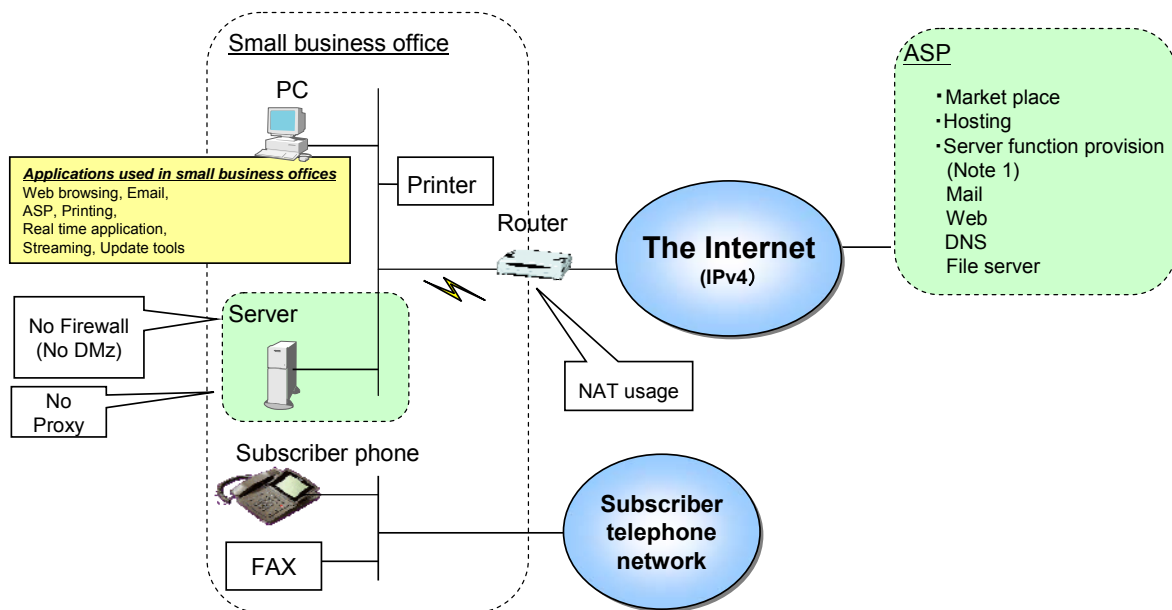 Small business office
PC
Applications used in small business offices
Web browsing, Email,
ASP, Printing,
Real time application,
Streaming, Update tools
Printer
Router
The Internet
(IPv4)
ASP
・Market place
・Hosting
・Server function provision
(Note 1)
Mail
Web
DNS
File server
No Firewall
(No DMz)
Server
No
Proxy
NAT usage
Subscriber phone
FAX
Subscriber
telephone
network